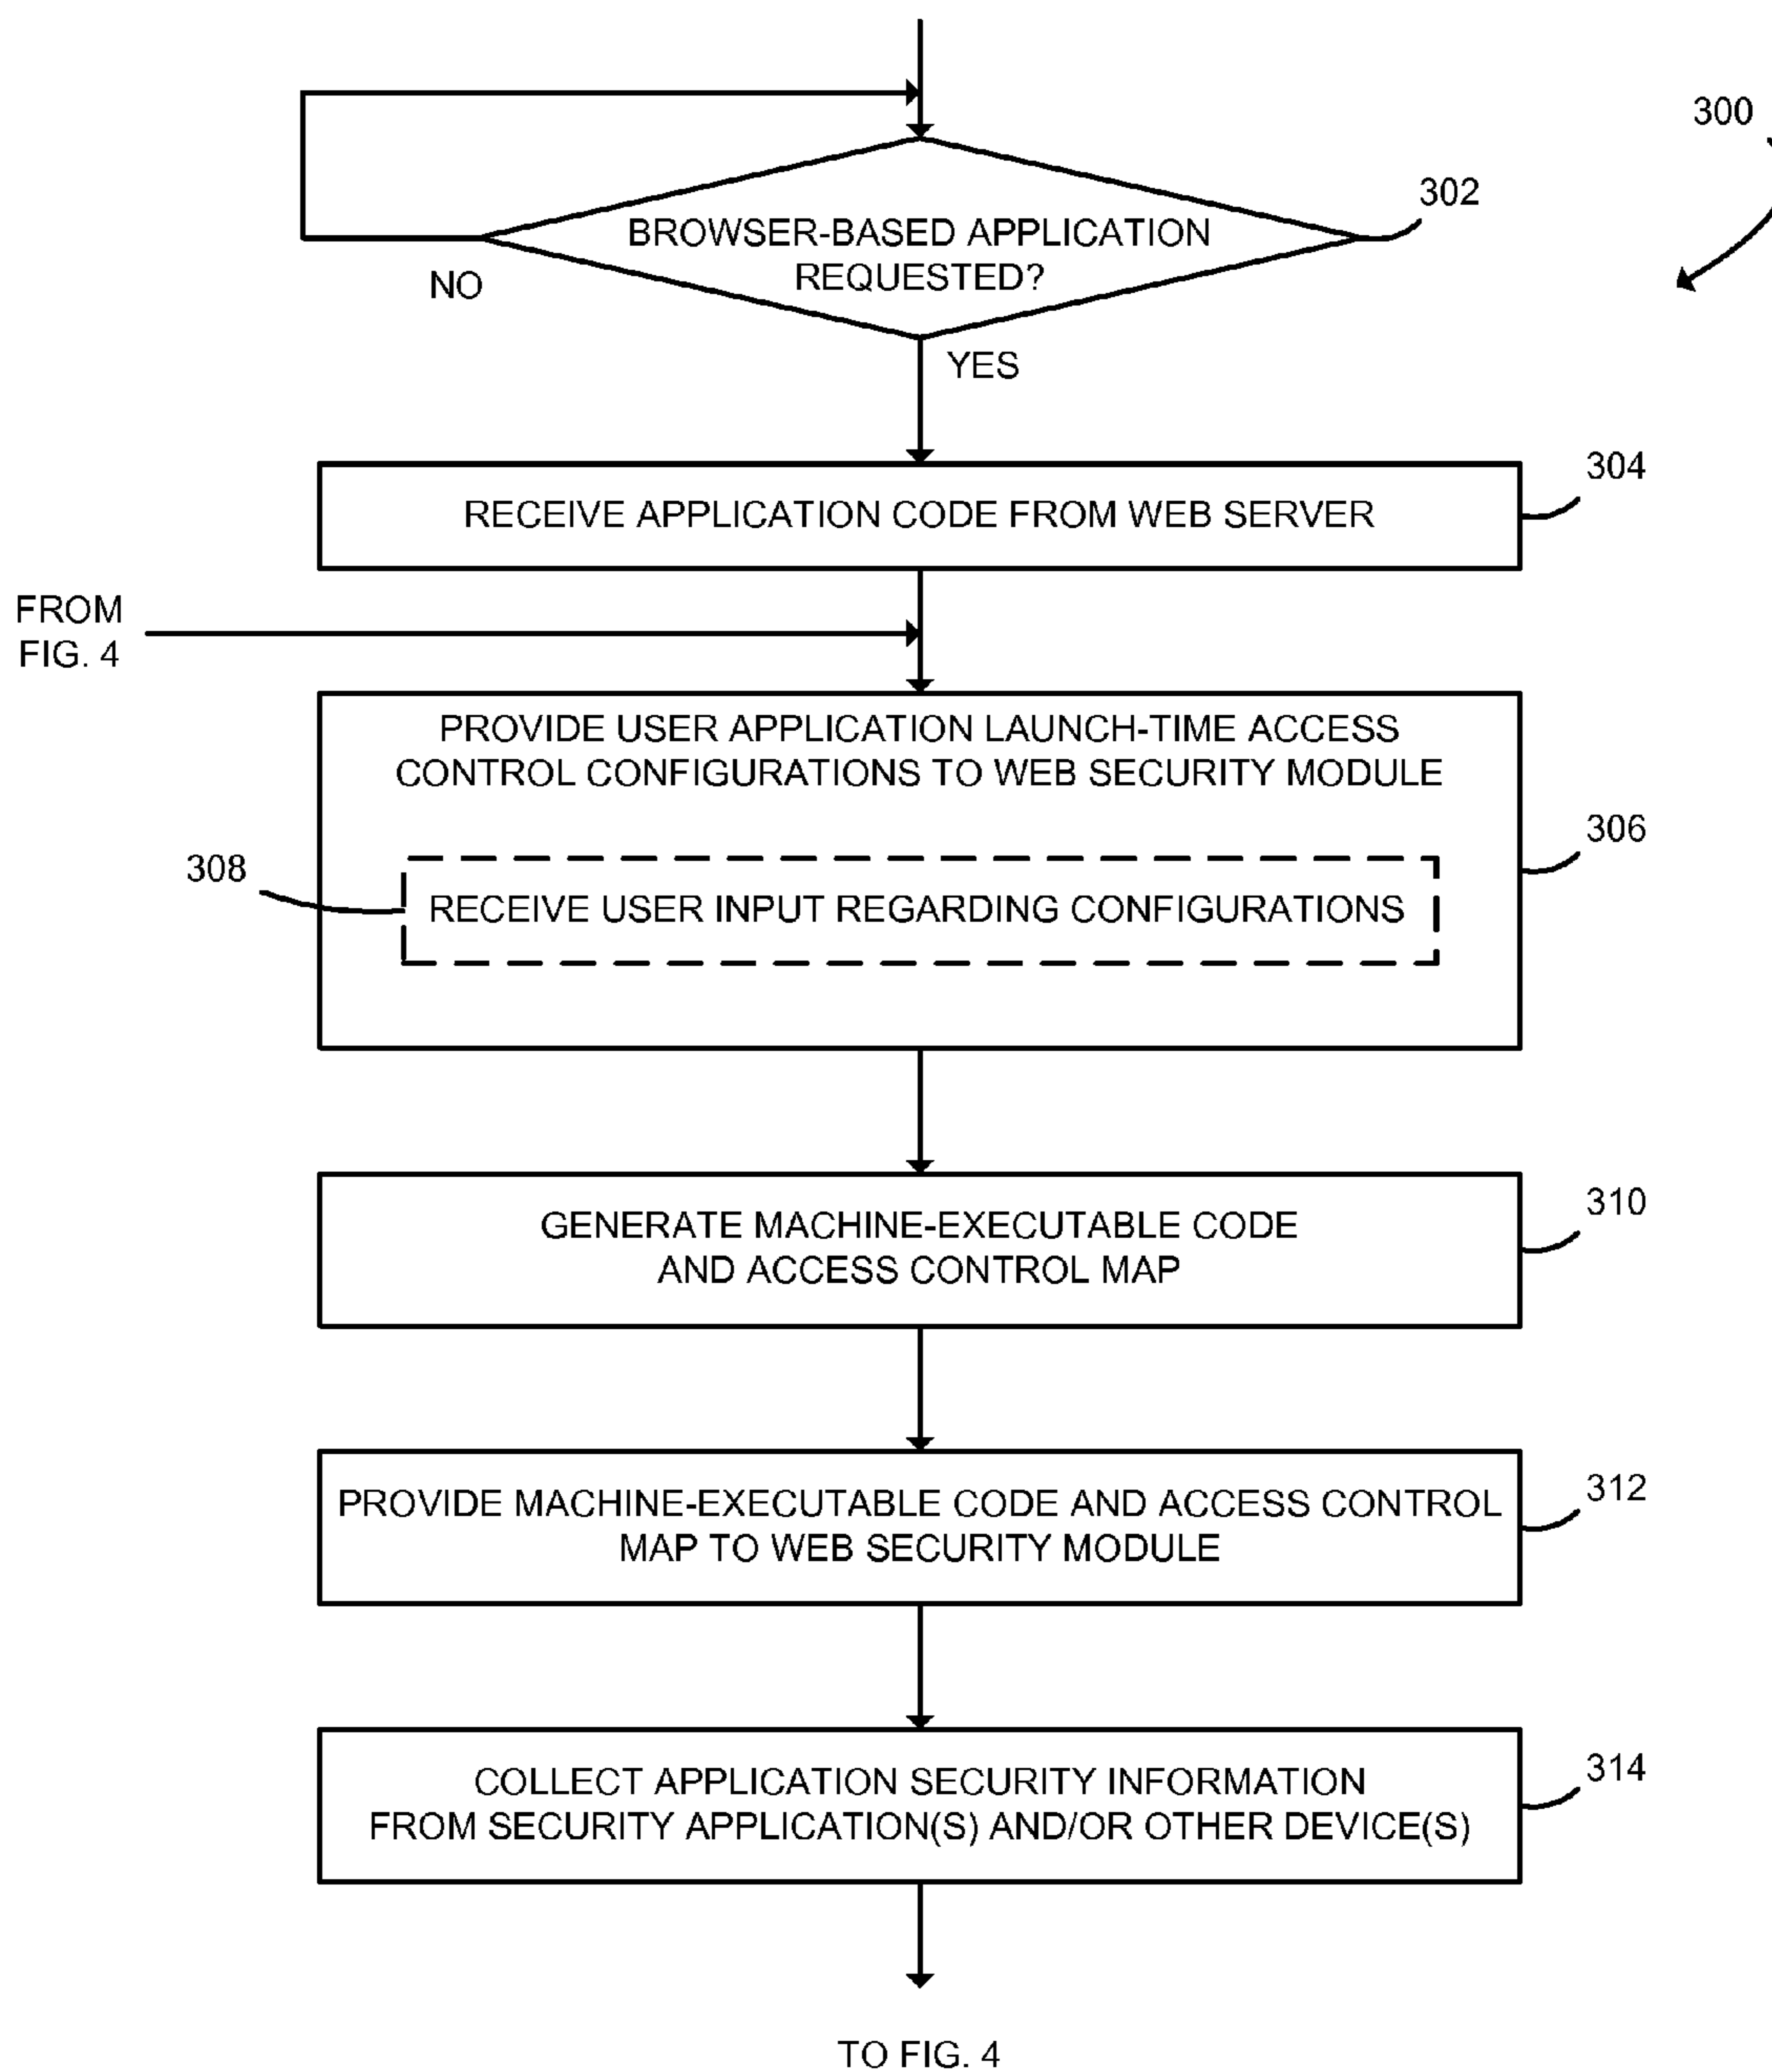 300
302
BROWSER-BASED APPLICATION
REQUESTED?
NO
YES
304
RECEIVE APPLICATION CODE FROM WEB SERVER
FROM
FIG. 4
PROVIDE USER APPLICATION LAUNCH-TIME ACCESS
CONTROL CONFIGURATIONS TO WEB SECURITY MODULE
306
308
RECEIVE USER INPUT REGARDING CONFIGURATIONS
310
GENERATE MACHINE-EXECUTABLE CODE
AND ACCESS CONTROL MAP
312
PROVIDE MACHINE-EXECUTABLE CODE AND ACCESS CONTROL
MAP TO WEB SECURITY MODULE
314
COLLECT APPLICATION SECURITY INFORMATION
FROM SECURITY APPLICATION(S) AND/OR OTHER DEVICE(S)
TO FIG. 4